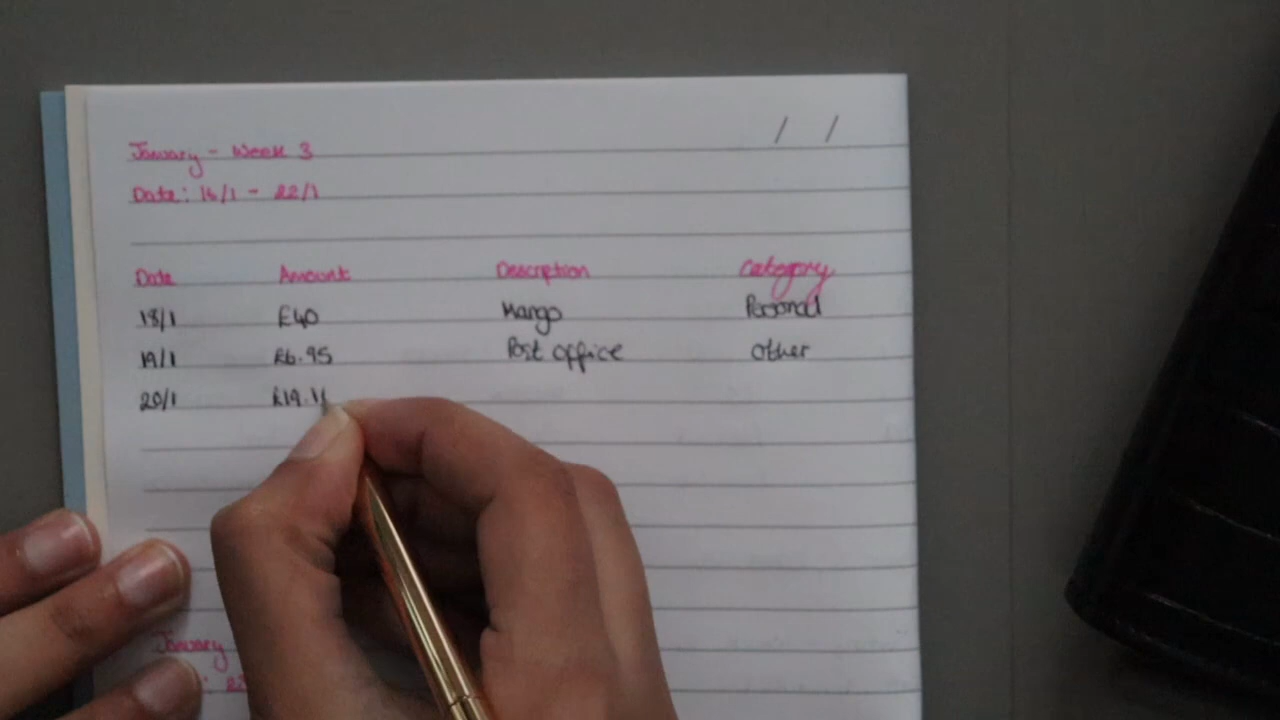 / /
January - Week 3
Date: 16/1 - 22/1
Date Amount Description Category
18/1 £40 Mango Personal
19/1 £6.95 Post office Other
20/1
January